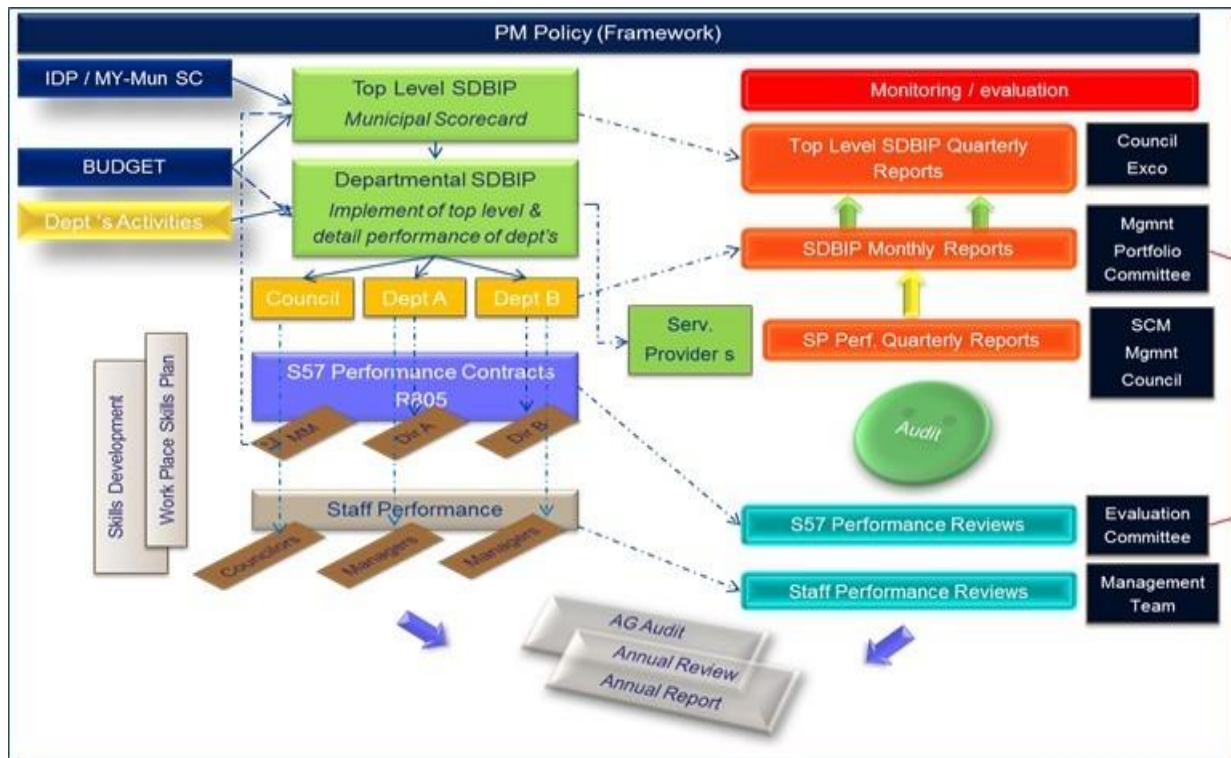 PM Policy (Framework)
IDP / MY-Mun SC
BUDGET
Dept 's Activities
Top Level SDBIP
Municipal Scorecard
Departmental SDBIP
Implement of top level &
detail performance of dept's
Council
Dept A
Dept B
Serv.
Provider s
S57 Performance Contracts
R805
MM
Dir A
Dir B
Staff Performance
Councilors
Managers
Managers
Skills Development
Work Place Skills Plan
Monitoring / evaluation
Top Level SDBIP Quarterly
Reports
Council
Exco
SDBIP Monthly Reports
Mgmnt
Portfolio
Committee
SP Perf. Quarterly Reports
SCM
Mgmnt
Council
Audit
S57 Performance Reviews
Evaluation
Committee
Staff Performance Reviews
Management
Team
AG Audit
Annual Review
Annual Report